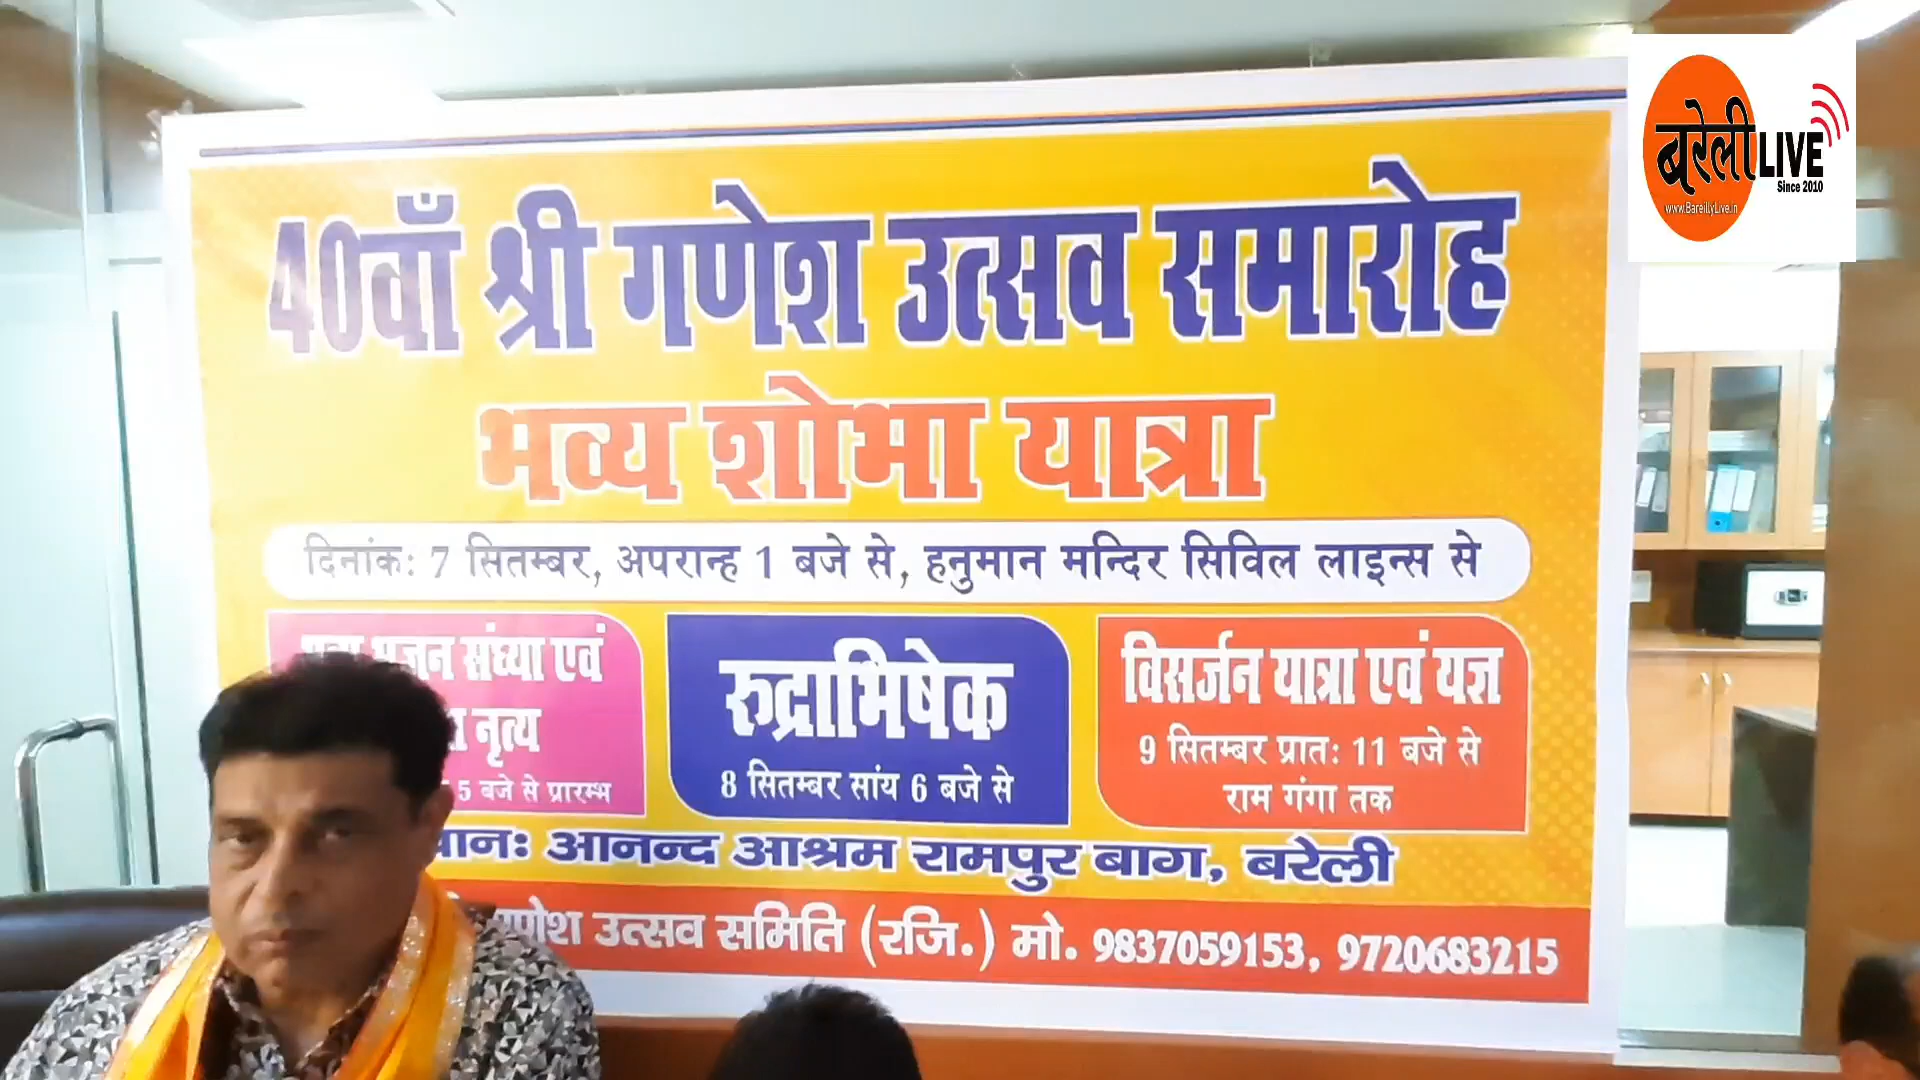 बरेली LIVE
Since 2010
www.BareillyLive.in
40वाँ श्री गणेश उत्सव समारोह
भव्य शोभा यात्रा
दिनांक: 7 सितम्बर, अपरान्ह 1 बजे से, हनुमान मन्दिर सिविल लाइन्स से
संध्या एवं
नृत्य
5 बजे से प्रारम्भ
रुद्राभिषेक
8 सितम्बर सांय 6 बजे से
विसर्जन यात्रा एवं यज्ञ
9 सितम्बर प्रात: 11 बजे से
राम गंगा तक
आनन्द आश्रम रामपुर बाग, बरेली
उत्सव समिति (रजि.) मो. 9837059153, 9720683215